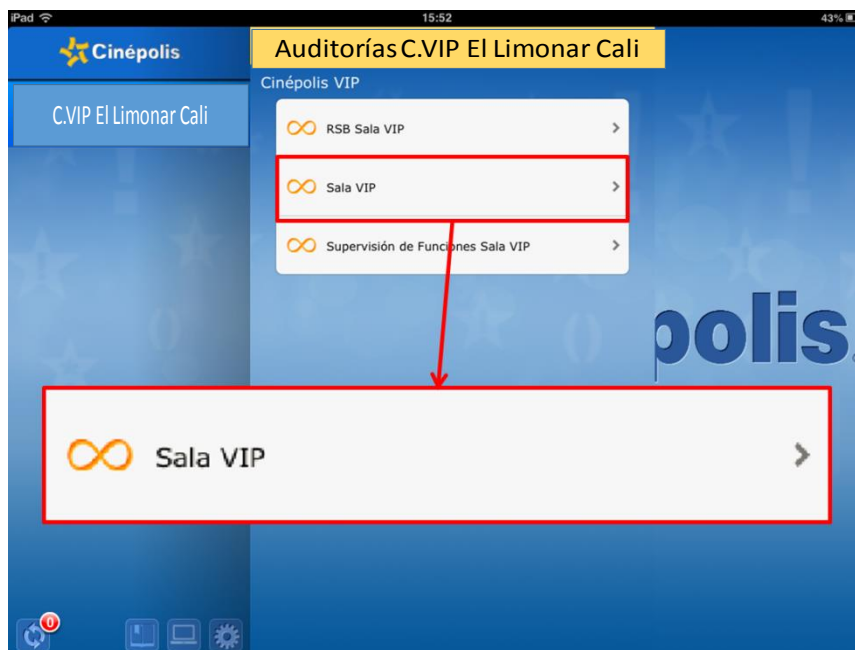 iPad 15:52 43%
Cinépolis
Auditorías C.VIP El Limonar Cali
Cinépolis VIP
C.VIP El Limonar Cali
RSB Sala VIP
Sala VIP
Supervisión de Funciones Sala VIP
polis
Sala VIP
0